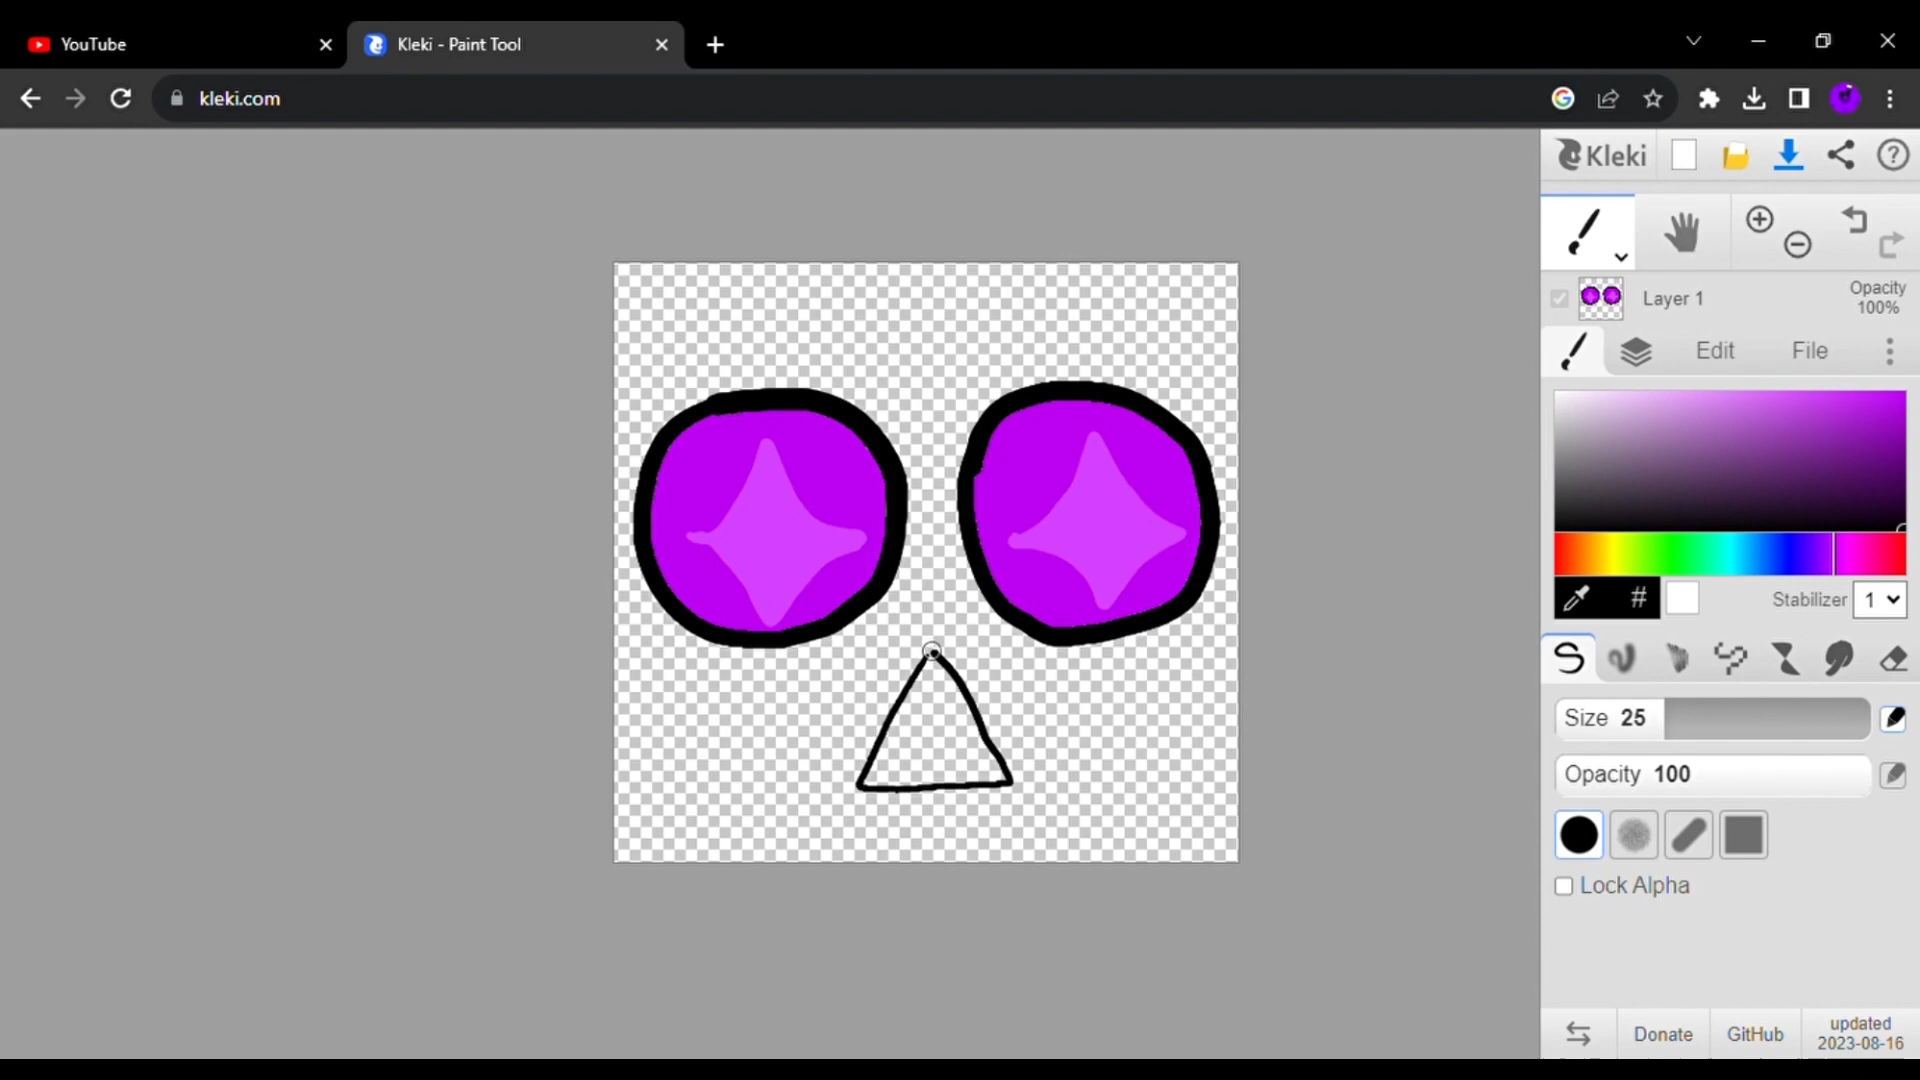 YouTube
Kleki - Paint Tool
kleki.com
Kleki
Layer 1
Opacity
100%
Edit
File
#
Stabilizer 1
Size 25
Opacity 100
Lock Alpha
Donate
GitHub
updated
2023-08-16